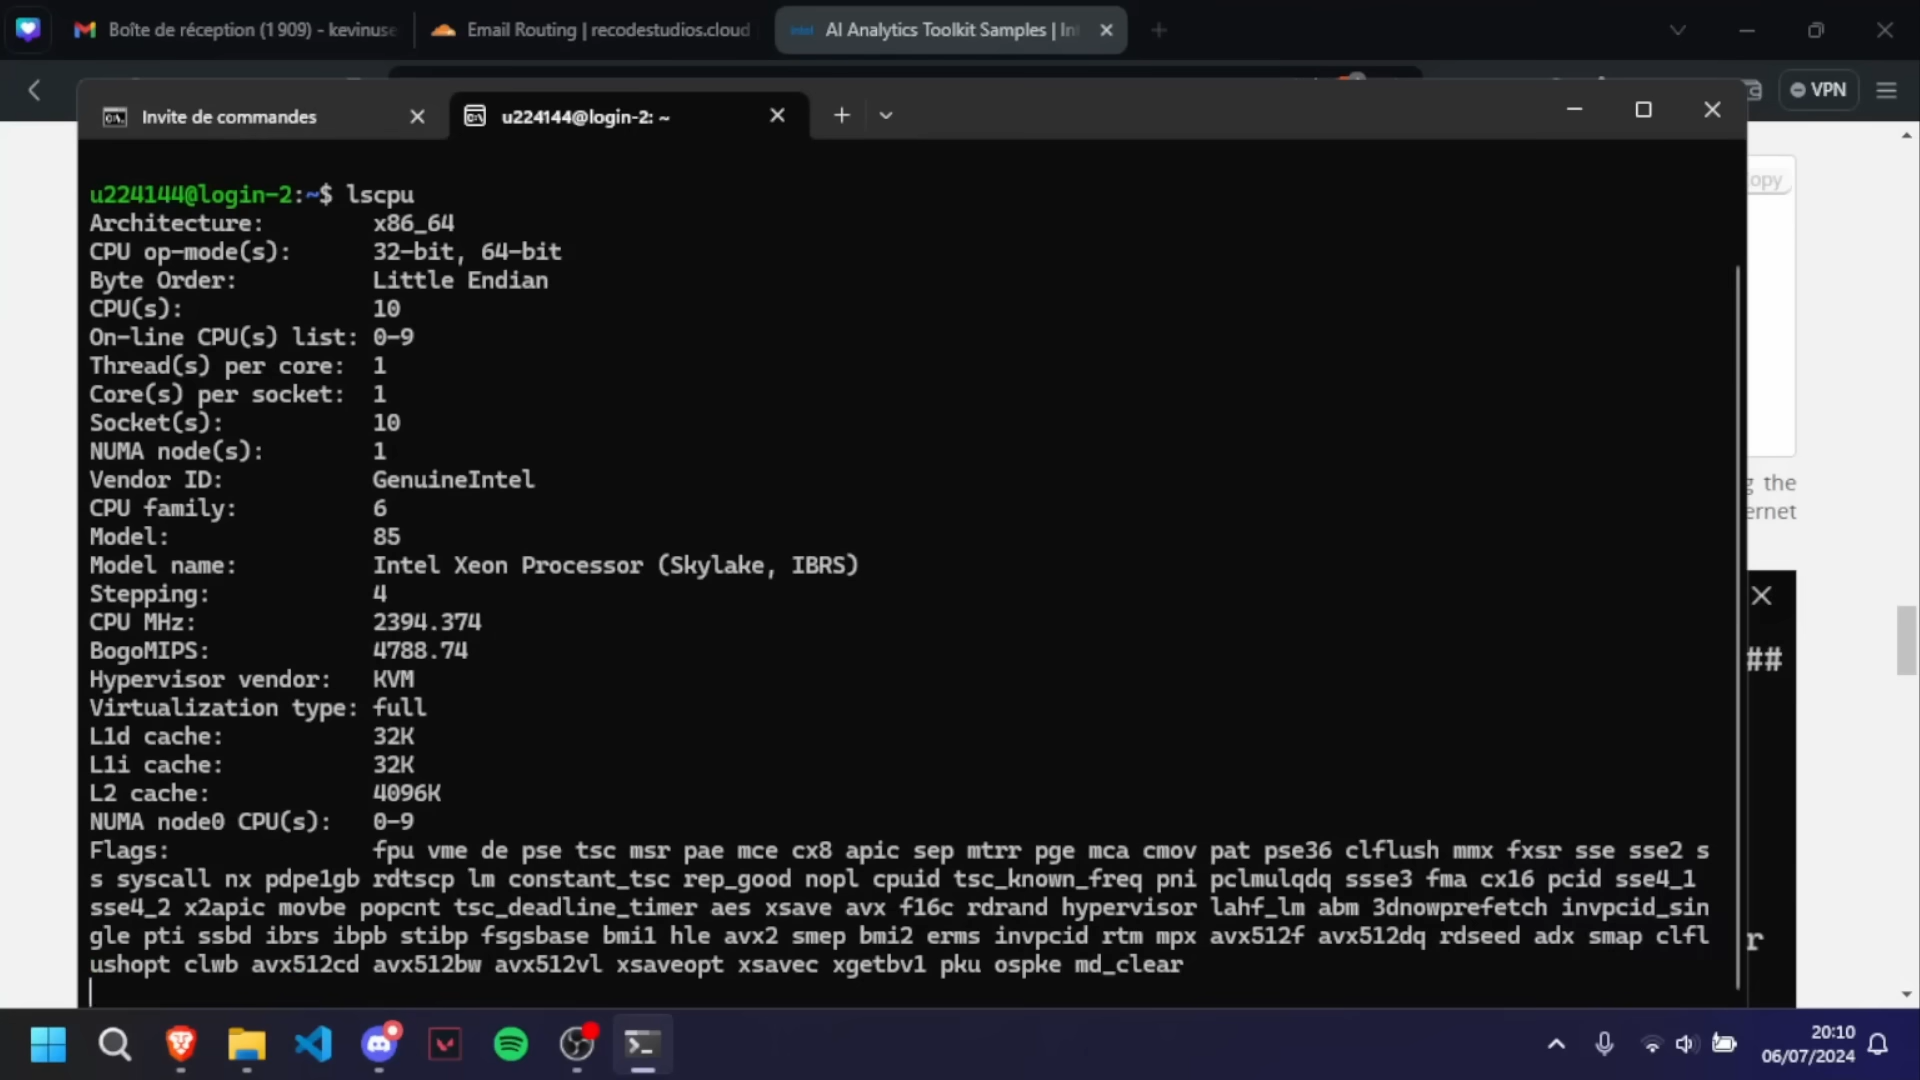 Boîte de réception (1 909) - kevinuse
Email Routing | recodestudios.cloud
intel AI Analytics Toolkit Samples | In
VPN
Invite de commandes
u224144@login-2: ~
opy
u224144@login-2:~$ lscpu
Architecture: x86_64
CPU op-mode(s): 32-bit, 64-bit
Byte Order: Little Endian
CPU(s): 10
On-line CPU(s) list: 0-9
Thread(s) per core: 1
Core(s) per socket: 1
Socket(s): 10
NUMA node(s): 1
Vendor ID: GenuineIntel
CPU family: 6
Model: 85
Model name: Intel Xeon Processor (Skylake, IBRS)
Stepping: 4
CPU MHz: 2394.374
BogoMIPS: 4788.74
Hypervisor vendor: KVM
Virtualization type: full
L1d cache: 32K
L1i cache: 32K
L2 cache: 4096K
NUMA node0 CPU(s): 0-9
Flags: fpu vme de pse tsc msr pae mce cx8 apic sep mtrr pge mca cmov pat pse36 clflush mmx fxsr sse sse2 s
s syscall nx pdpe1gb rdtscp lm constant_tsc rep_good nopl cpuid tsc_known_freq pni pclmulqdq ssse3 fma cx16 pcid sse4_1
sse4_2 x2apic movbe popcnt tsc_deadline_timer aes xsave avx f16c rdrand hypervisor lahf_lm abm 3dnowprefetch invpcid_sin
gle pti ssbd ibrs ibpb stibp fsgsbase bmi1 hle avx2 smep bmi2 erms invpcid rtm mpx avx512f avx512dq rdseed adx smap clfl
ushopt clwb avx512cd avx512bw avx512vl xsaveopt xsavec xgetbv1 pku ospke md_clear
g the
ernet
##
r
20:10
06/07/2024